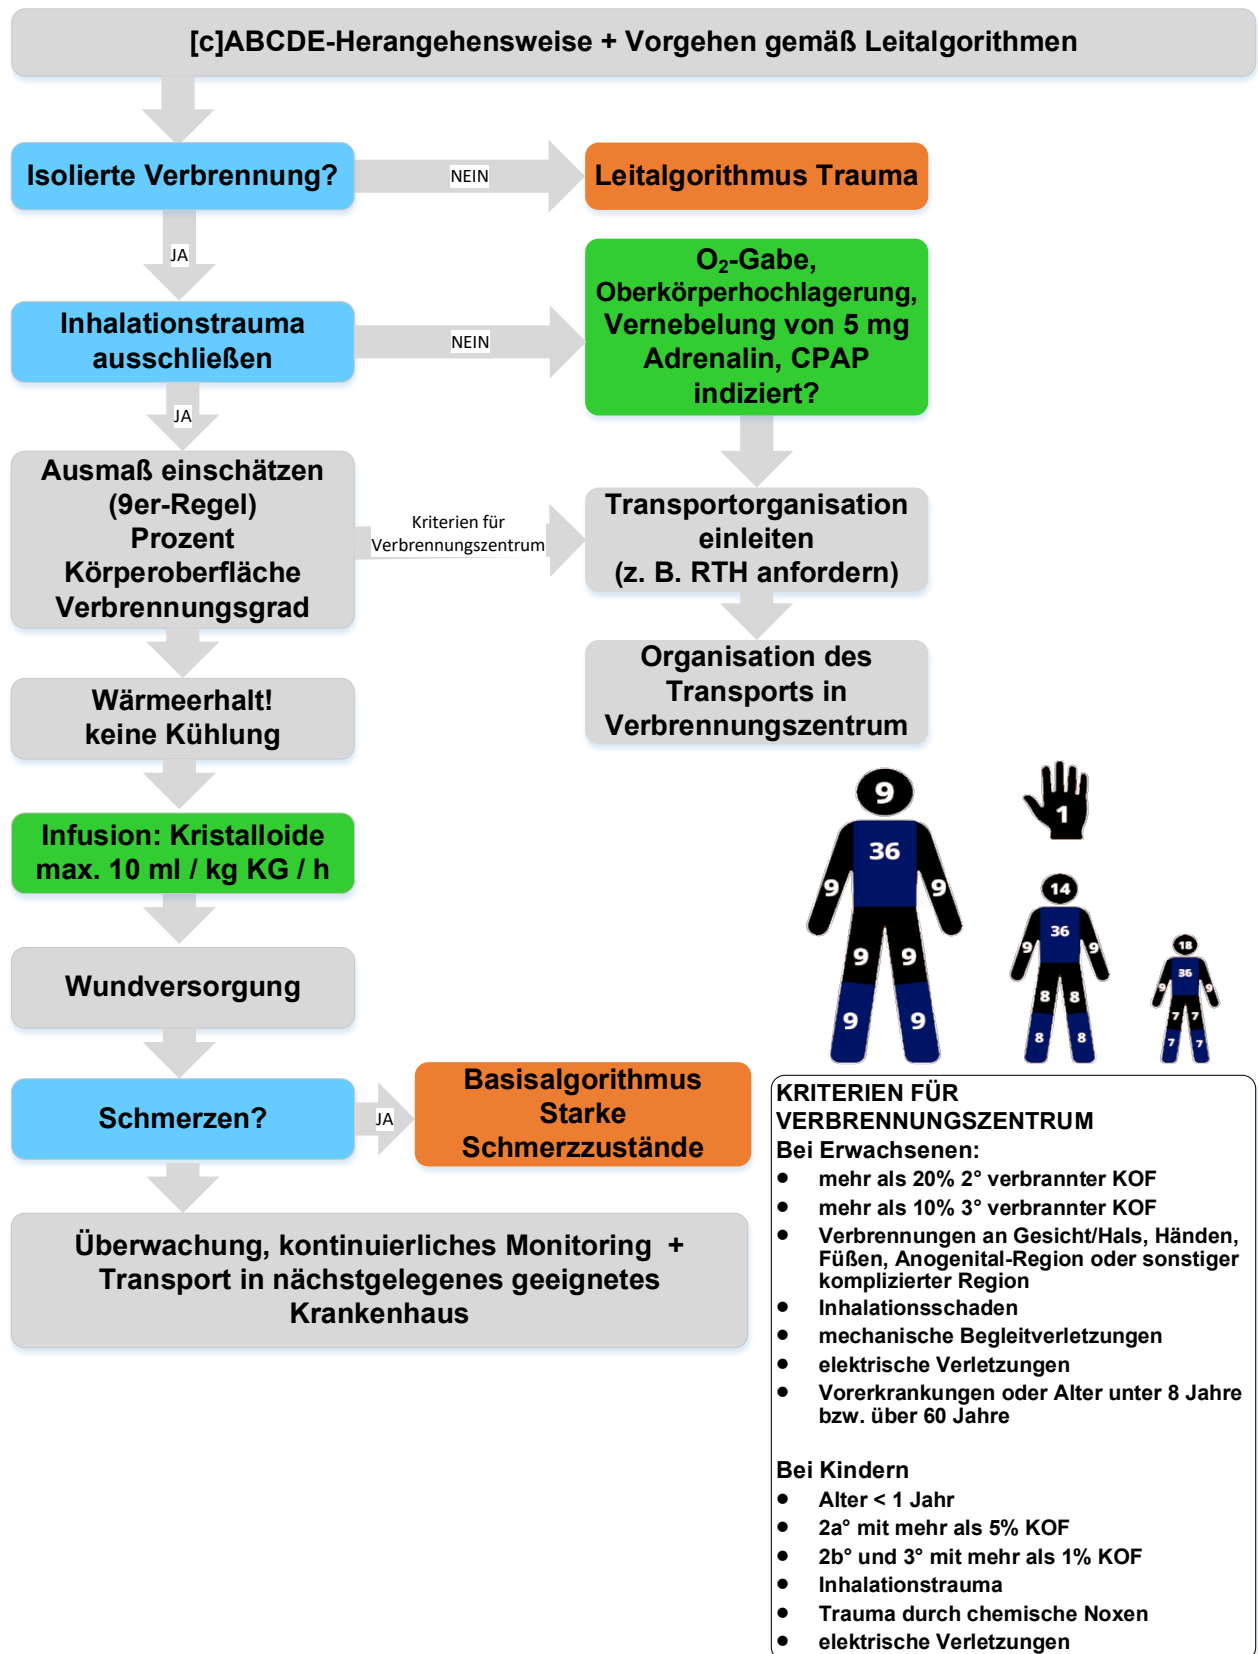 [c]ABCDE-Herangehensweise + Vorgehen gemäß Leitalgorithmen
Isolierte Verbrennung?
NEIN
Leitalgorithmus Trauma
JA
Inhalationstrauma
ausschließen
NEIN
O₂-Gabe,
Oberkörperhochlagerung,
Vernebelung von 5 mg
Adrenalin, CPAP
indiziert?
JA
Ausmaß einschätzen
(9er-Regel)
Prozent
Körperoberfläche
Verbrennungsgrad
Kriterien für
Verbrennungszentrum
Transportorganisation
einleiten
(z. B. RTH anfordern)
Wärmeerhalt!
keine Kühlung
Organisation des
Transports in
Verbrennungszentrum
Infusion: Kristalloide
max. 10 ml / kg KG / h
Wundversorgung
Schmerzen?
JA
Basisalgorithmus
Starke
Schmerzzustände
Überwachung, kontinuierliches Monitoring +
Transport in nächstgelegenes geeignetes
Krankenhaus
9
36
9 9
9 9
9 9
1
14
36
9 9
8 8
8 8
18
36
9 9
7 7
7 7
KRITERIEN FÜR
VERBRENNUNGSZENTRUM
Bei Erwachsenen:
• mehr als 20% 2° verbrannter KOF
• mehr als 10% 3° verbrannter KOF
• Verbrennungen an Gesicht/Hals, Händen,
Füßen, Anogenital-Region oder sonstiger
komplizierter Region
• Inhalationsschaden
• mechanische Begleitverletzungen
• elektrische Verletzungen
• Vorerkrankungen oder Alter unter 8 Jahre
bzw. über 60 Jahre
Bei Kindern
• Alter < 1 Jahr
• 2a° mit mehr als 5% KOF
• 2b° und 3° mit mehr als 1% KOF
• Inhalationstrauma
• Trauma durch chemische Noxen
• elektrische Verletzungen